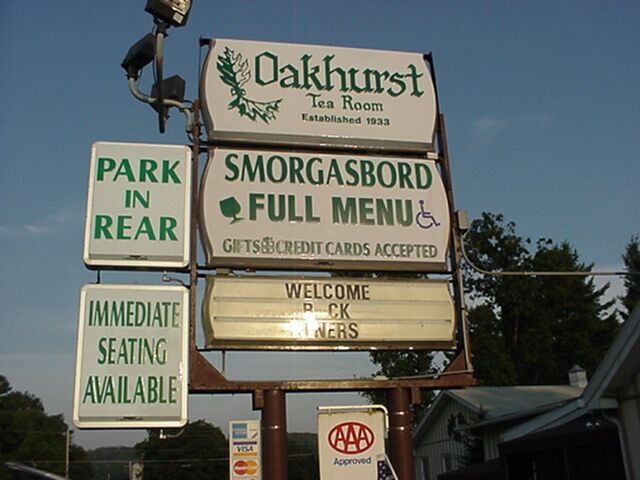 Oakhurst
Tea Room
Established 1933
SMORGASBORD
FULL MENU
GIFTS CREDIT CARDS ACCEPTED
WELCOME
PARK
IN
REAR
IMMEDIATE
SEATING
AVAILABLE
VISA
MasterCard
AAA
Approved